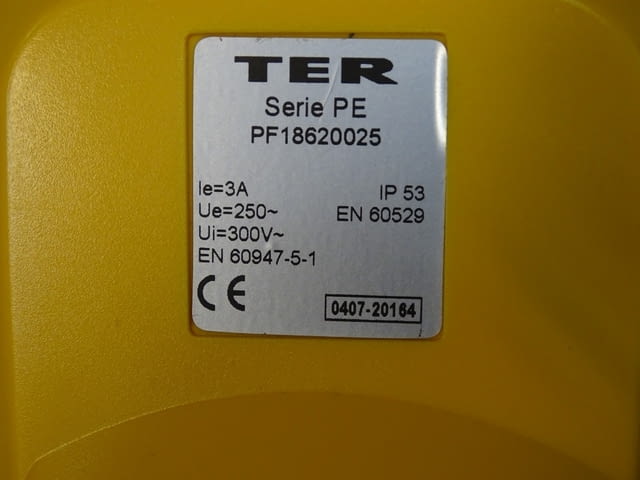 TER
Serie PE
PF18620025
Ie=3A
IP 53
Ue=250~
EN 60529
Ui=300V~
EN 60947-5-1
CE
0407-20164